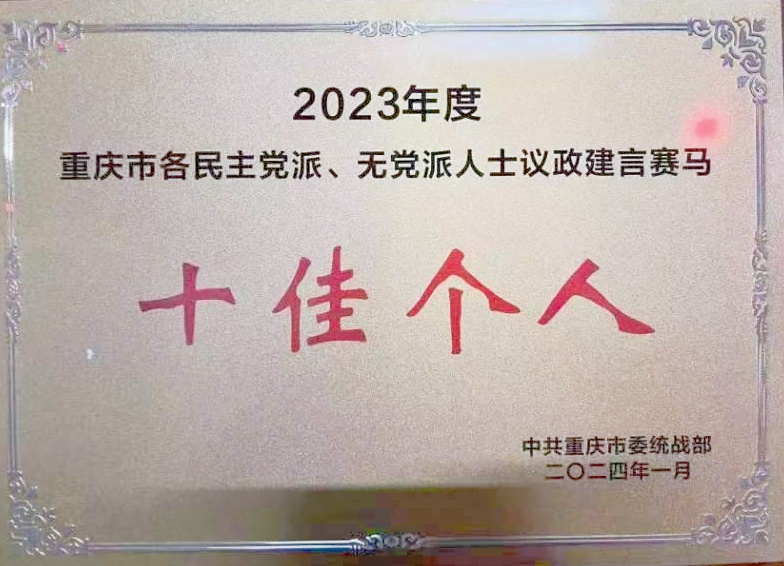 2023年度
重庆市各民主党派、无党派人士议政建言赛马
十佳个人
中共重庆市委统战部
二〇二四年一月